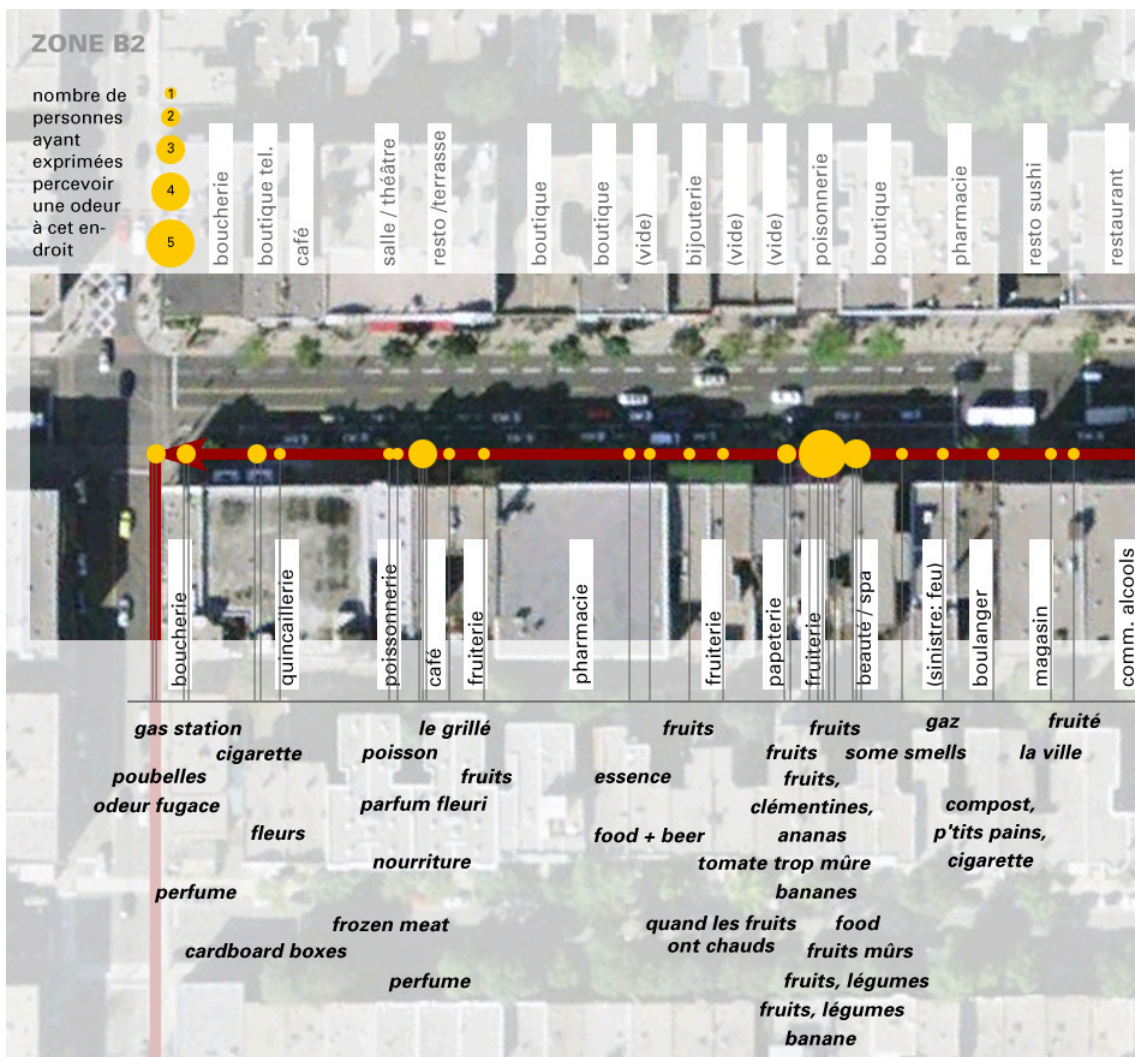 ZONE B2
nombre de
personnes
ayant
exprimées
percevoir
une odeur
à cet en-
droit
1
2
3
4
5
boucherie
boutique tel.
café
salle / théâtre
resto /terrasse
boutique
boutique
(vide)
bijouterie
(vide)
(vide)
poisonnerie
boutique
pharmacie
resto sushi
restaurant
boucherie
quincaillerie
poissonnerie
café
fruiterie
pharmacie
fruiterie
papeterie
fruiterie
beauté / spa
(sinistre: feu)
boulanger
magasin
comm. alcools
gas station
le grillé
fruits
fruits
gaz
fruité
cigarette
poisson
fruits
some smells
la ville
poubelles
fruits
essence
fruits,
odeur fugace
parfum fleuri
clémentines,
compost,
fleurs
food + beer
ananas
p'tits pains,
nourriture
tomate trop mûre
cigarette
perfume
bananes
frozen meat
quand les fruits
ont chauds
food
cardboard boxes
fruits mûrs
perfume
fruits, légumes
fruits, légumes
banane